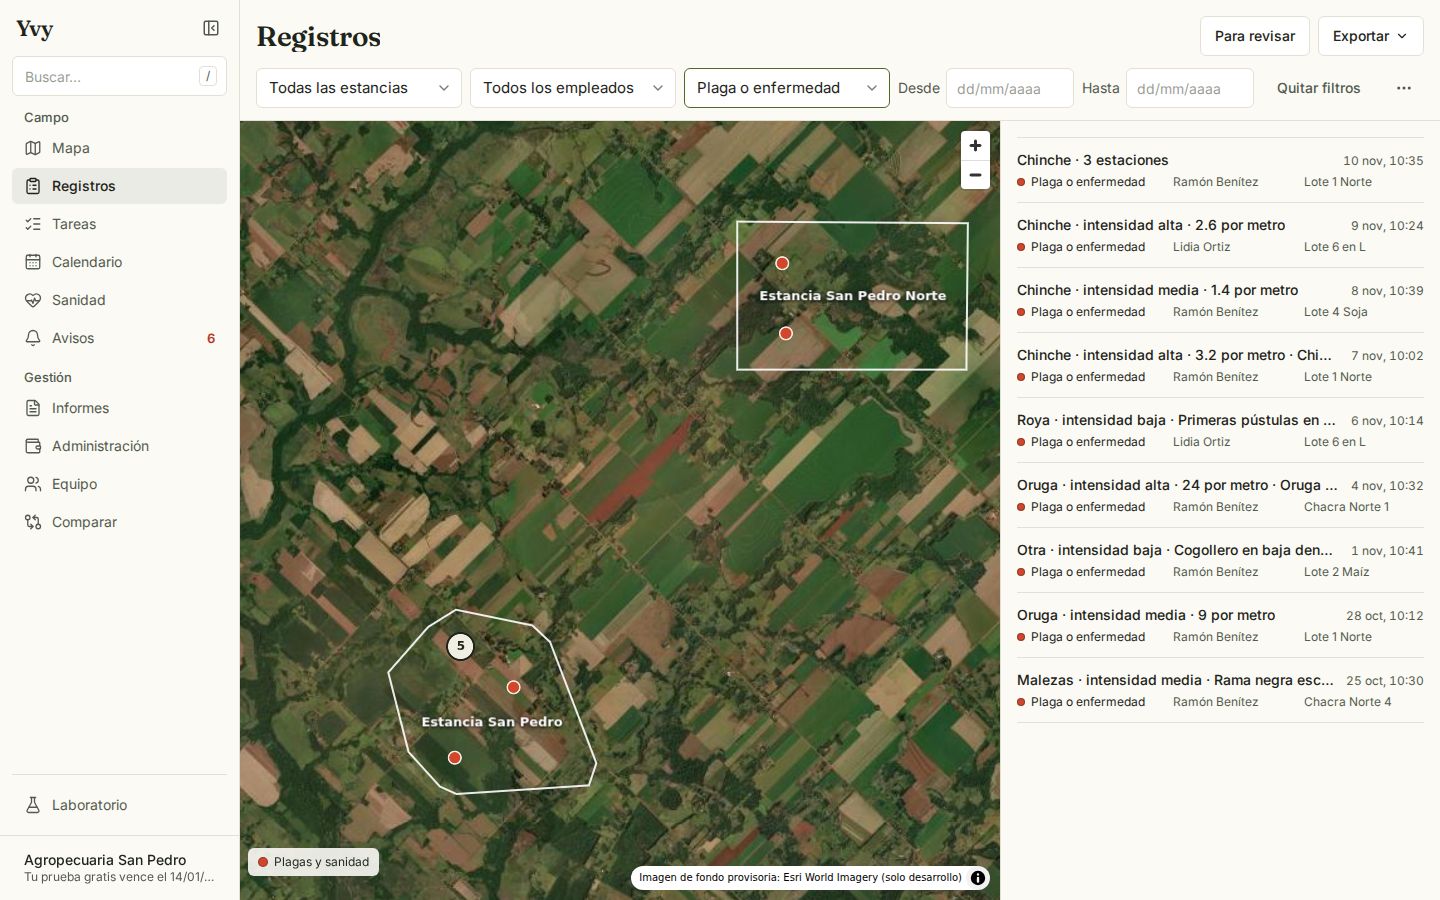 Yvy
Buscar...
/
Campo
Mapa
Registros
Tareas
Calendario
Sanidad
Avisos 6
Gestión
Informes
Administración
Equipo
Comparar
Laboratorio
Agropecuaria San Pedro
Tu prueba gratis vence el 14/01/...
Registros
Para revisar
Exportar
Todas las estancias
Todos los empleados
Plaga o enfermedad
Desde dd/mm/aaaa
Hasta dd/mm/aaaa
Quitar filtros
Estancia San Pedro Norte
5
Estancia San Pedro
Plagas y sanidad
Imagen de fondo provisoria: Esri World Imagery (solo desarrollo)
Chinche · 3 estaciones 10 nov, 10:35
Plaga o enfermedad Ramón Benítez Lote 1 Norte
Chinche · intensidad alta · 2.6 por metro 9 nov, 10:24
Plaga o enfermedad Lidia Ortiz Lote 6 en L
Chinche · intensidad media · 1.4 por metro 8 nov, 10:39
Plaga o enfermedad Ramón Benítez Lote 4 Soja
Chinche · intensidad alta · 3.2 por metro · Chi... 7 nov, 10:02
Plaga o enfermedad Ramón Benítez Lote 1 Norte
Roya · intensidad baja · Primeras pústulas en ... 6 nov, 10:14
Plaga o enfermedad Lidia Ortiz Lote 6 en L
Oruga · intensidad alta · 24 por metro · Oruga ... 4 nov, 10:32
Plaga o enfermedad Ramón Benítez Chacra Norte 1
Otra · intensidad baja · Cogollero en baja den... 1 nov, 10:41
Plaga o enfermedad Ramón Benítez Lote 2 Maíz
Oruga · intensidad media · 9 por metro 28 oct, 10:12
Plaga o enfermedad Ramón Benítez Lote 1 Norte
Malezas · intensidad media · Rama negra esc... 25 oct, 10:30
Plaga o enfermedad Ramón Benítez Chacra Norte 4